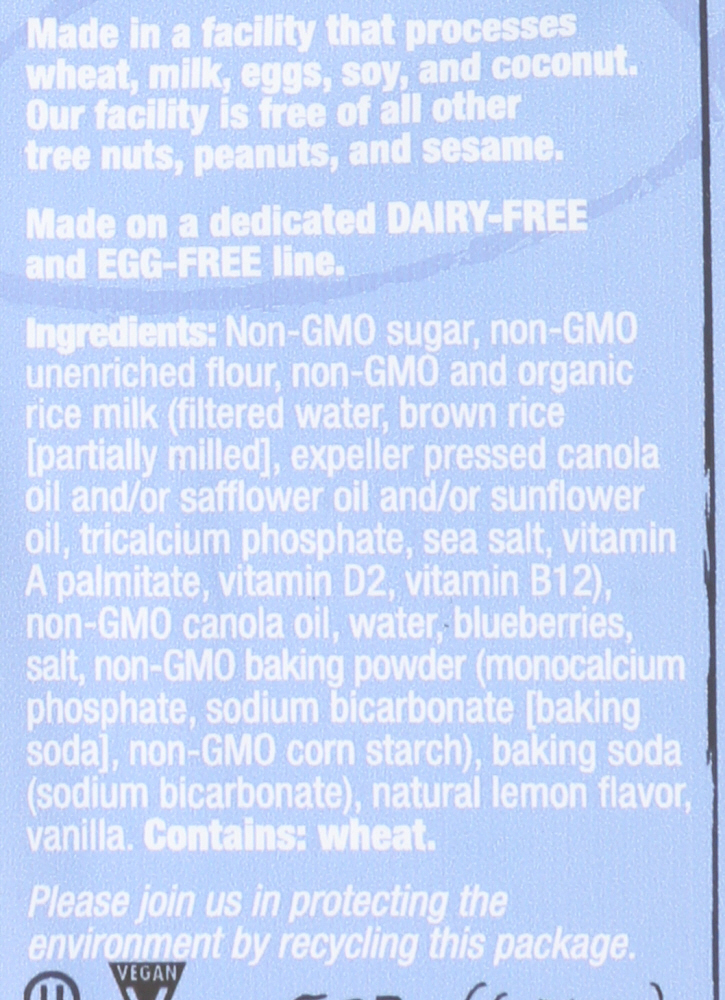 Made in a facility that processes
wheat, milk, eggs, soy, and coconut.
Our facility is free of all other
tree nuts, peanuts, and sesame.
Made on a dedicated DAIRY-FREE
and EGG-FREE line.
Ingredients: Non-GMO sugar, non-GMO
unenriched flour, non-GMO and organic
rice milk (filtered water, brown rice
[partially milled], expeller pressed canola
oil and/or safflower oil and/or sunflower
oil, tricalcium phosphate, sea salt, vitamin
A palmitate, vitamin D2, vitamin B12),
non-GMO canola oil, water, blueberries,
salt, non-GMO baking powder (monocalcium
phosphate, sodium bicarbonate [baking
soda], non-GMO corn starch), baking soda
(sodium bicarbonate), natural lemon flavor,
vanilla. Contains: wheat.
Please join us in protecting the
environment by recycling this package.
VEGAN